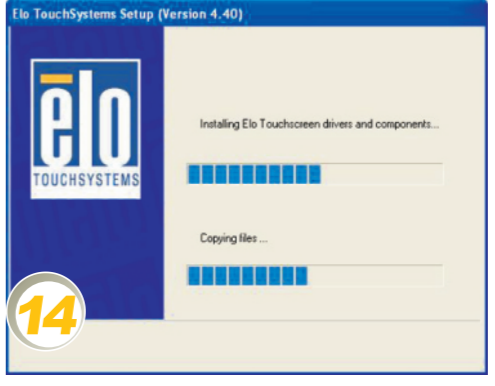 Elo TouchSystems Setup (Version 4.40)
elo
TOUCHSYSTEMS
Installing Elo Touchscreen drivers and components...
Copying files ...
14